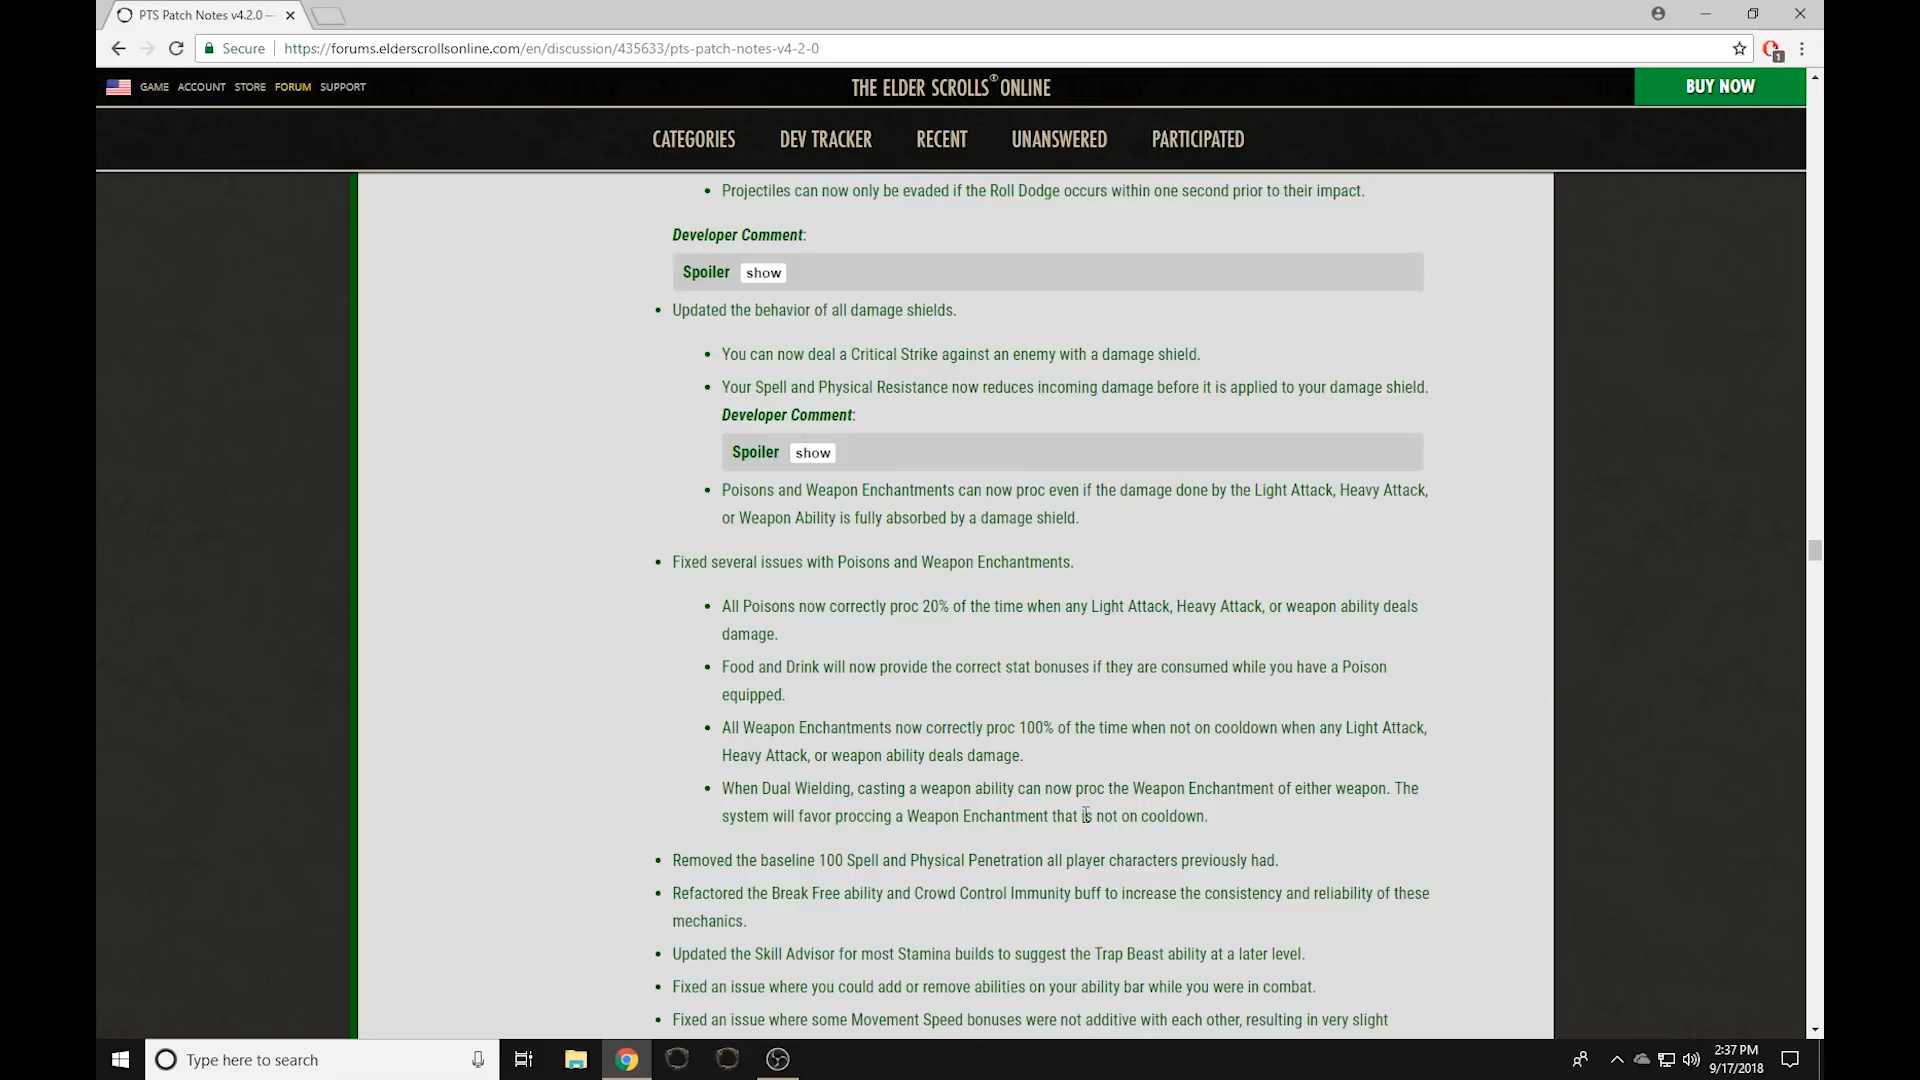 PTS Patch Notes v4.2.0 —
Secure
https://forums.elderscrollsonline.com/en/discussion/435633/pts-patch-notes-v4-2-0
1
GAME ACCOUNT STORE FORUM SUPPORT
THE ELDER SCROLLS® ONLINE
BUY NOW
CATEGORIES DEV TRACKER RECENT UNANSWERED PARTICIPATED
• Projectiles can now only be evaded if the Roll Dodge occurs within one second prior to their impact.
Developer Comment:
Spoiler show
• Updated the behavior of all damage shields.
• You can now deal a Critical Strike against an enemy with a damage shield.
• Your Spell and Physical Resistance now reduces incoming damage before it is applied to your damage shield.
Developer Comment:
Spoiler show
• Poisons and Weapon Enchantments can now proc even if the damage done by the Light Attack, Heavy Attack,
or Weapon Ability is fully absorbed by a damage shield.
• Fixed several issues with Poisons and Weapon Enchantments.
• All Poisons now correctly proc 20% of the time when any Light Attack, Heavy Attack, or weapon ability deals
damage.
• Food and Drink will now provide the correct stat bonuses if they are consumed while you have a Poison
equipped.
• All Weapon Enchantments now correctly proc 100% of the time when not on cooldown when any Light Attack,
Heavy Attack, or weapon ability deals damage.
• When Dual Wielding, casting a weapon ability can now proc the Weapon Enchantment of either weapon. The
system will favor proccing a Weapon Enchantment that is not on cooldown.
• Removed the baseline 100 Spell and Physical Penetration all player characters previously had.
• Refactored the Break Free ability and Crowd Control Immunity buff to increase the consistency and reliability of these
mechanics.
• Updated the Skill Advisor for most Stamina builds to suggest the Trap Beast ability at a later level.
• Fixed an issue where you could add or remove abilities on your ability bar while you were in combat.
• Fixed an issue where some Movement Speed bonuses were not additive with each other, resulting in very slight
Type here to search
2:37 PM
9/17/2018